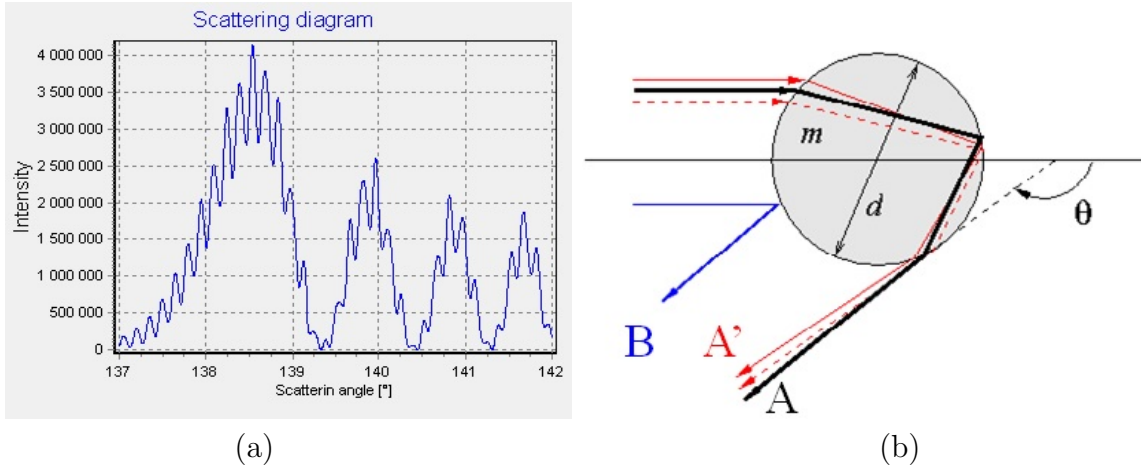 Scattering diagram
4 000 000
3 500 000
3 000 000
2 500 000
2 000 000
1 500 000
1 000 000
500 000
0
Intensity
137 138 139 140 141 142
Scatterin angle [°]
(a)
m
d
θ
B
A'
A
(b)